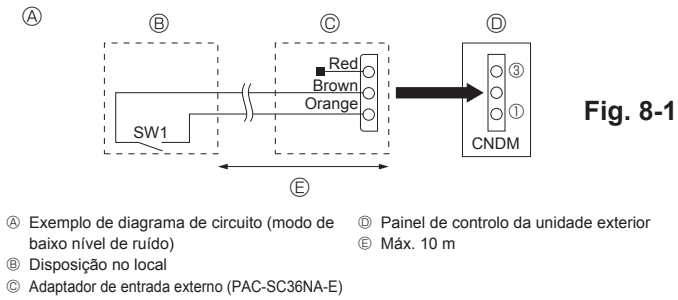 Ⓐ
Ⓑ
Ⓒ
Ⓓ
Red
Brown
Orange
SW1
③
①
CNDM
Ⓔ
Fig. 8-1
Ⓐ Exemplo de diagrama de circuito (modo de
baixo nível de ruído)
Ⓑ Disposição no local
Ⓒ Adaptador de entrada externo (PAC-SC36NA-E)
Ⓓ Painel de controlo da unidade exterior
Ⓔ Máx. 10 m